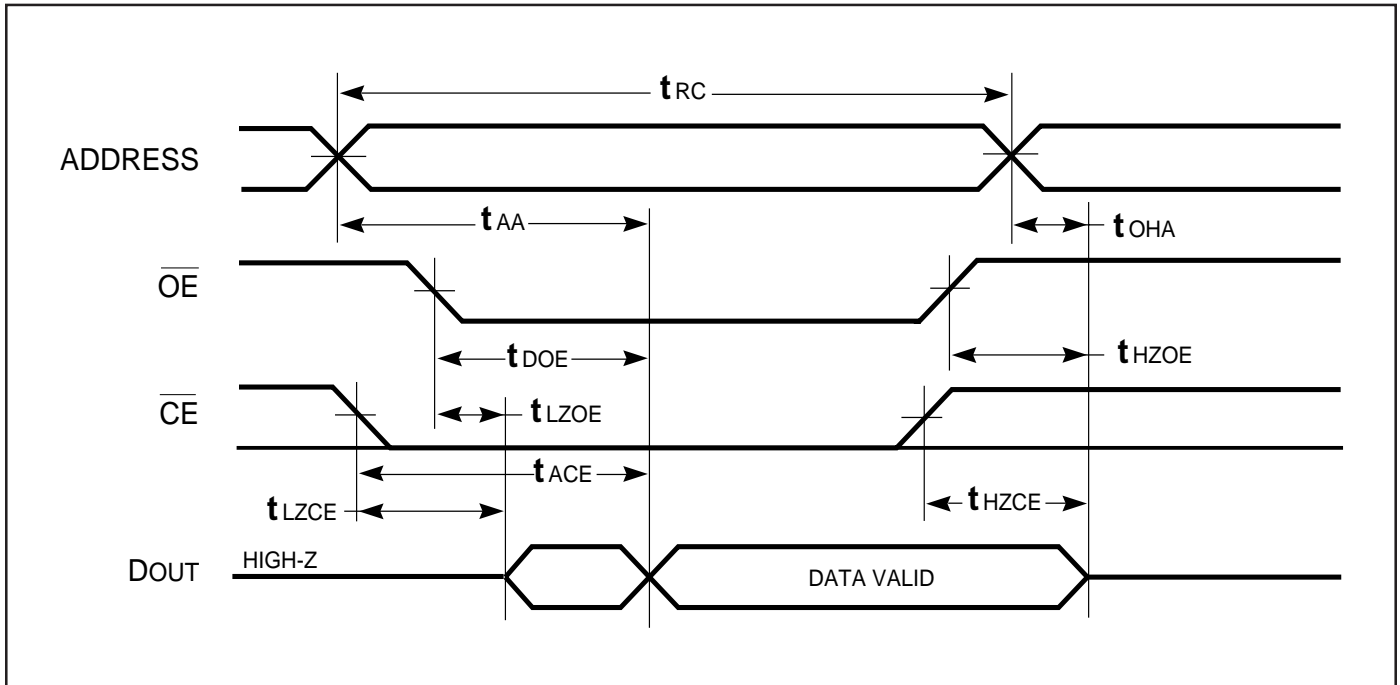 tRC
ADDRESS
tAA
tOHA
OE
tDOE
tHZOE
CE
tLZOE
tACE
tLZCE
tHZCE
DOUT
HIGH-Z
DATA VALID